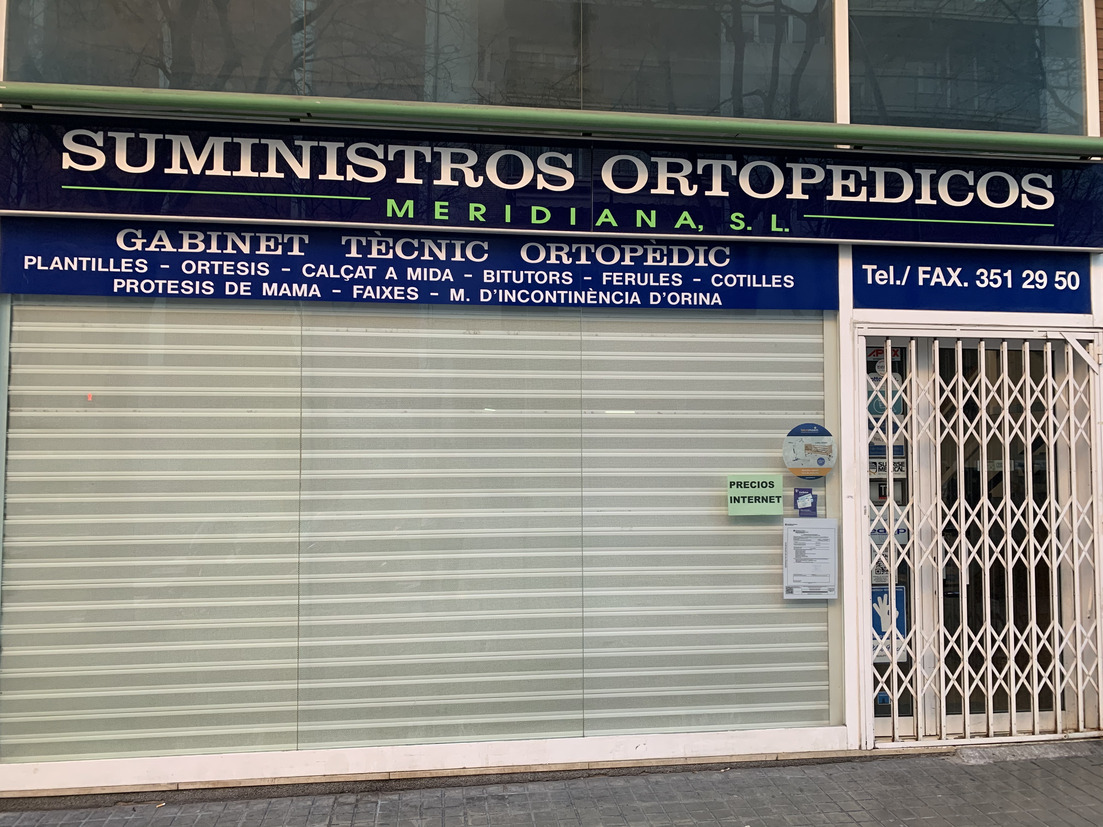 SUMINISTROS ORTOPEDICOS
MERIDIANA, S. L.
GABINET TÈCNIC ORTOPÈDIC
PLANTILLES - ORTESIS - CALÇAT A MIDA - BITUTORS - FERULES - COTILLES
PROTESIS DE MAMA - FAIXES - M. D'INCONTINÈNCIA D'ORINA
Tel./ FAX. 351 29 50
PRECIOS
INTERNET